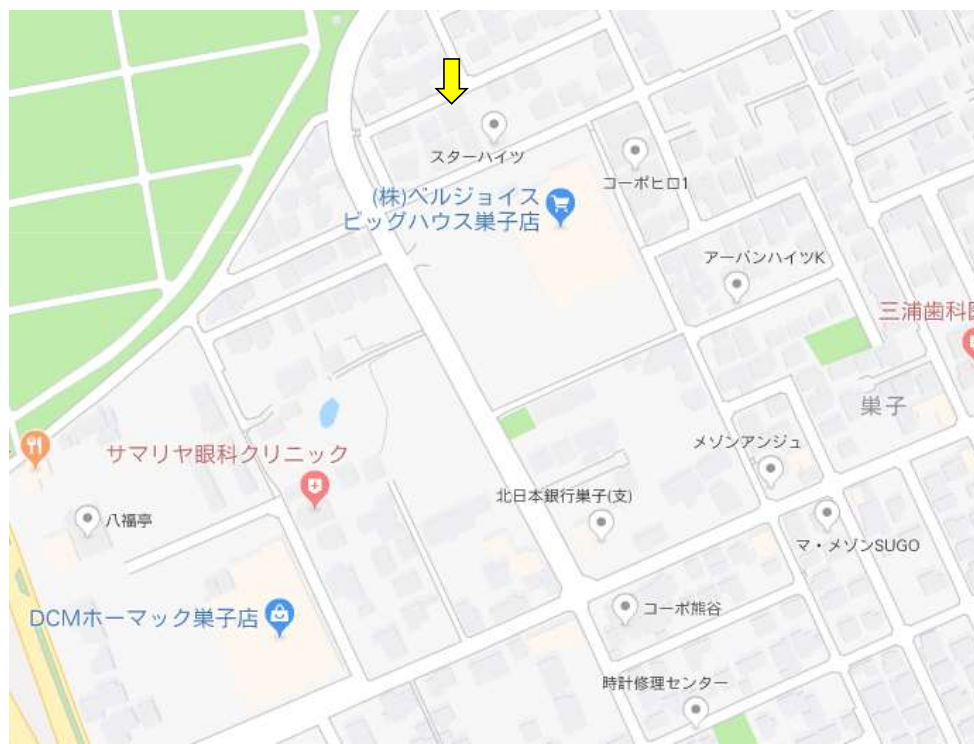 スターハイツ
コーポヒロ1
(株)ベルジョイス
ビッグハウス巣子店
アーバンハイツK
三浦歯科医
巣子
メゾンアンジュ
サマリヤ眼科クリニック
北日本銀行巣子(支)
八福亭
マ・メゾンSUGO
DCMホーマック巣子店
コーポ熊谷
時計修理センター